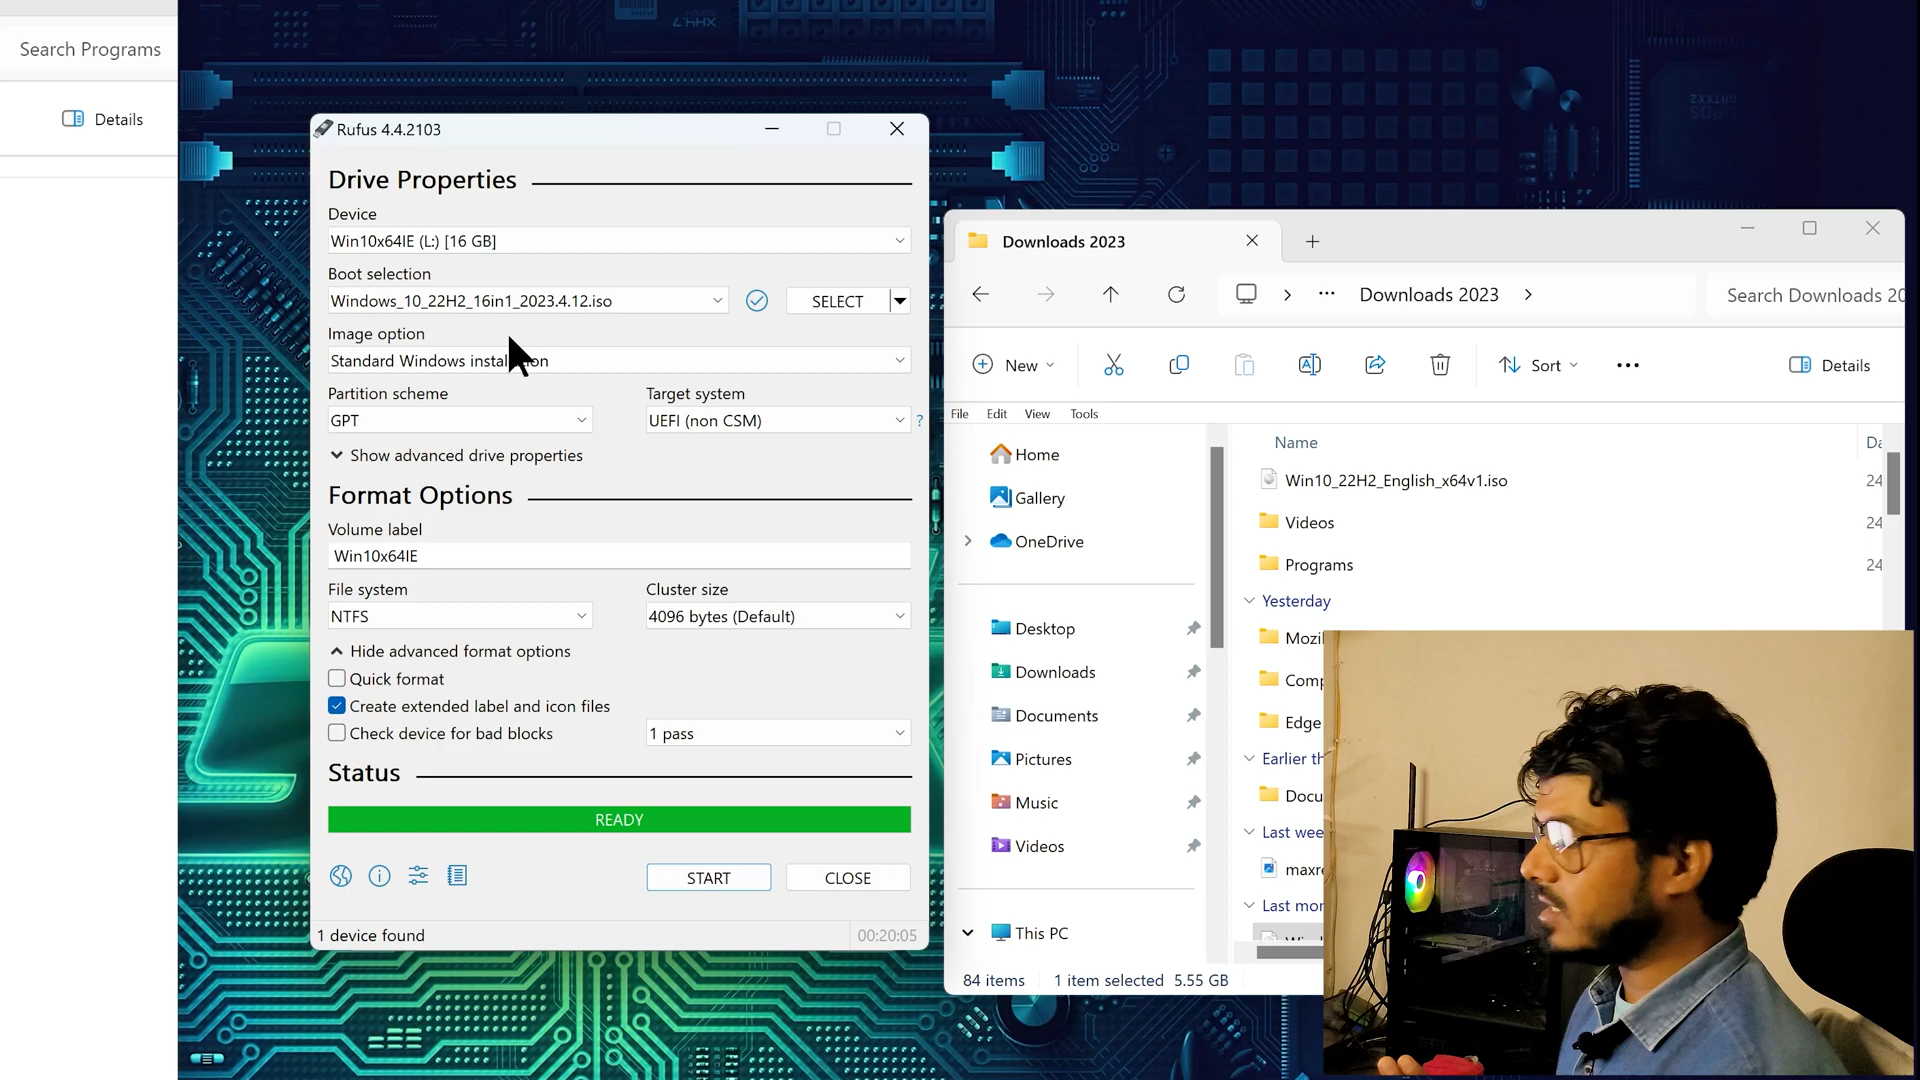 Search Programs
Details
Rufus 4.4.2103
Drive Properties
Device
Win10x64IE (L:) [16 GB]
Boot selection
Windows_10_22H2_16in1_2023.4.12.iso
SELECT
Image option
Standard Windows instal on
Partition scheme
Target system
GPT
UEFI (non CSM)
?
Show advanced drive properties
Format Options
Volume label
Win10x64IE
File system
Cluster size
NTFS
4096 bytes (Default)
Hide advanced format options
Quick format
Create extended label and icon files
Check device for bad blocks
1 pass
Status
READY
START
CLOSE
1 device found
00:20:05
Downloads 2023
Downloads 2023
Search Downloads 20
New
Sort
Details
File Edit View Tools
Home
Gallery
OneDrive
Desktop
Downloads
Documents
Pictures
Music
Videos
This PC
Name
Da
Win10_22H2_English_x64v1.iso
24
Videos
24
Programs
24
Yesterday
Mozi
Comp
Edge
Earlier th
Docu
Last wee
maxre
Last mor
84 items
1 item selected 5.55 GB